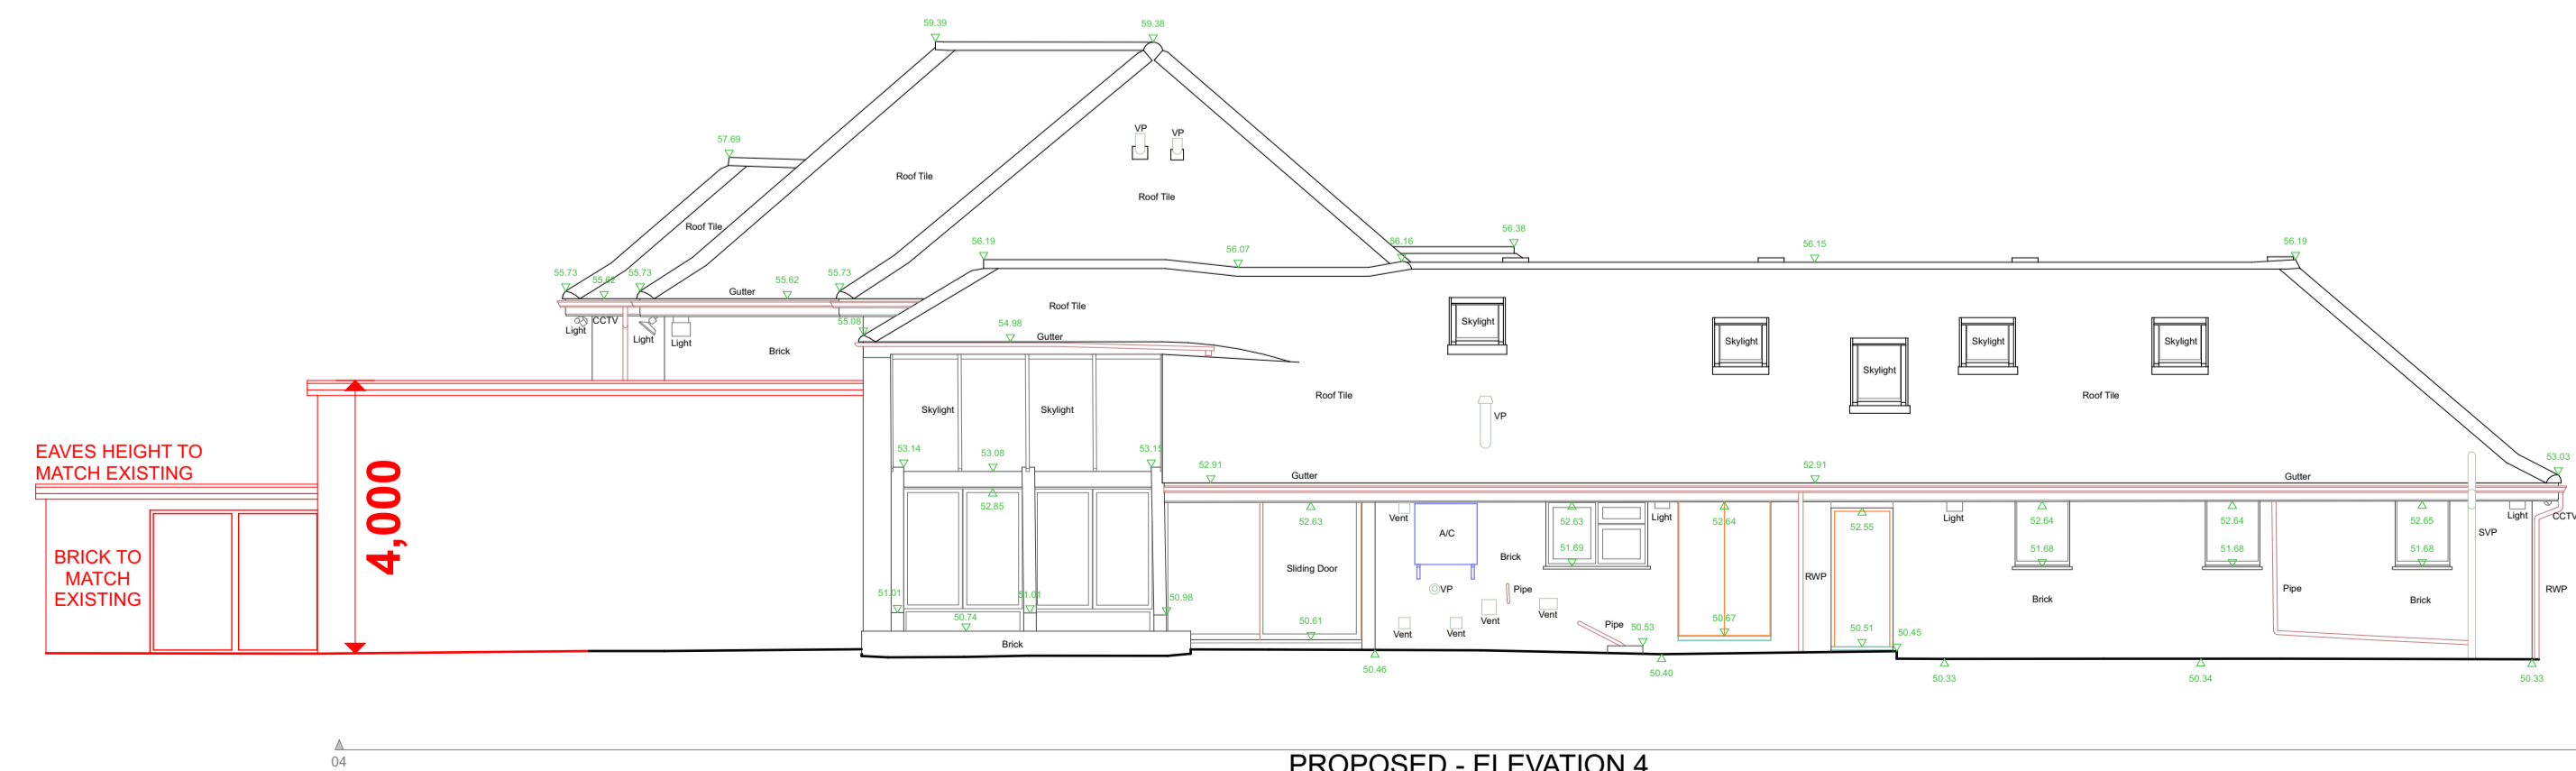 59.39
59.38
57.69
VP
VP
Roof Tile
Roof Tile
Roof Tile
56.19
56.07
56.16
56.38
56.15
56.19
55.73
55.62
55.73
55.62
55.73
Gutter
Roof Tile
Light
CCTV
Light
Light
Brick
55.08
54.98
Gutter
Skylight
Skylight
Skylight
Skylight
Skylight
Roof Tile
Roof Tile
Skylight
Skylight
VP
EAVES HEIGHT TO
MATCH EXISTING
4,000
53.14
53.08
53.15
52.91
Gutter
52.91
Gutter
53.03
52.85
52.63
Vent
A/C
52.63
Light
52.64
52.55
Light
52.64
52.64
52.65
Light
CCTV
SVP
BRICK TO
MATCH
EXISTING
Sliding Door
Brick
51.69
51.68
51.68
51.68
RWP
VP
Pipe
Pipe
RWP
51.01
51.01
50.98
Vent
Vent
Brick
Brick
50.74
50.61
Vent
Vent
Pipe
50.53
50.67
50.51
50.45
Brick
50.46
50.40
50.33
50.34
50.33
04
PROPOSED - ELEVATION 4